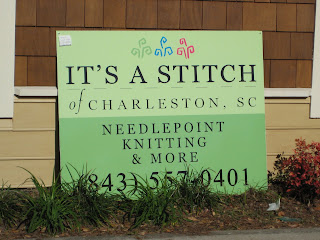 IT'S A STITCH
of CHARLESTON, SC
NEEDLEPOINT
KNITTING
& MORE
(843) 557-0401